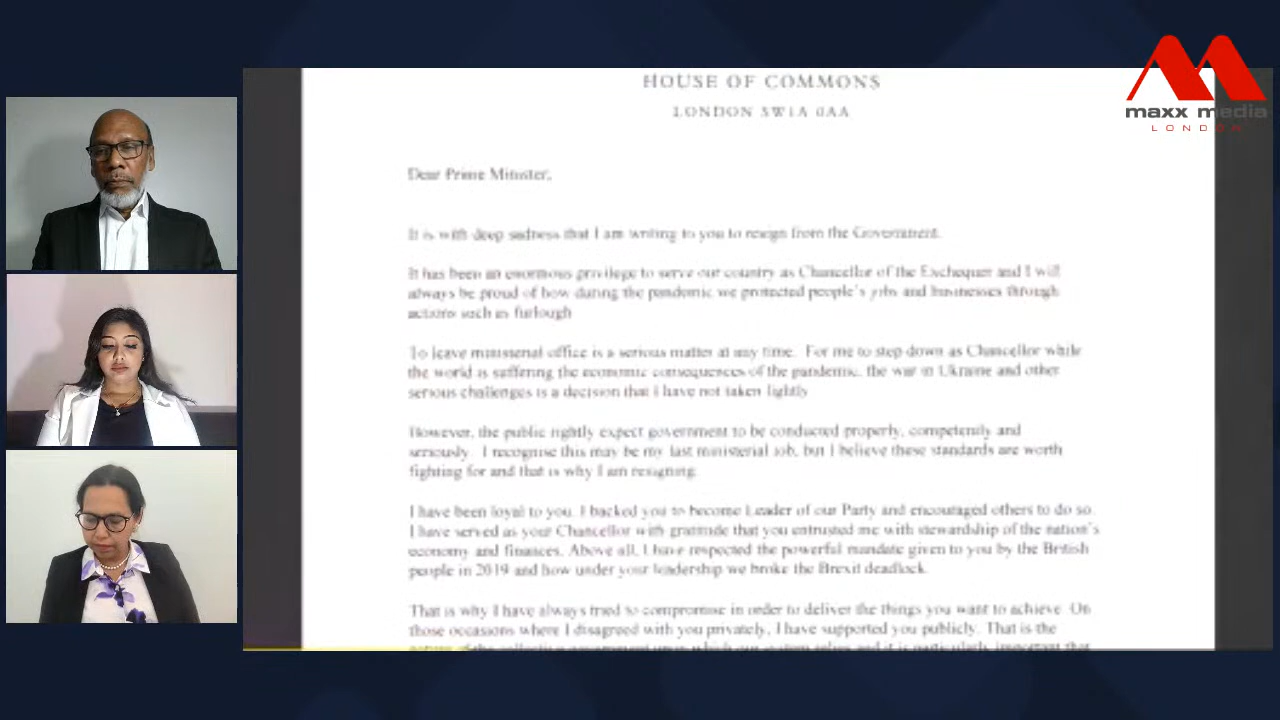 maxx media
LONDON
HOUSE OF COMMONS
LONDON SW1A 0AA
Dear Prime Minister,
It is with deep sadness that I am writing to you to resign from the Government.
It has been an enormous privilege to serve our country as Chancellor of the Exchequer and I will
always be proud of how during the pandemic we protected people's jobs and businesses through
actions such as furlough
To leave ministerial office is a serious matter at any time. For me to step down as Chancellor while
the world is suffering the economic consequences of the pandemic, the war in Ukraine and other
serious challenges is a decision that I have not taken lightly
However, the public rightly expect government to be conducted properly, competently and
seriously. I recognise this may be my last ministerial job, but I believe these standards are worth
fighting for and that is why I am resigning.
I have been loyal to you. I backed you to become Leader of our Party and encouraged others to do so.
I have served as your Chancellor with gratitude that you entrusted me with stewardship of the nation's
economy and finances. Above all, I have respected the powerful mandate given to you by the British
people in 2019 and how under your leadership we broke the Brexit deadlock.
That is why I have always tried to compromise in order to deliver the things you want to achieve. On
those occasions where I disagreed with you privately, I have supported you publicly. That is the